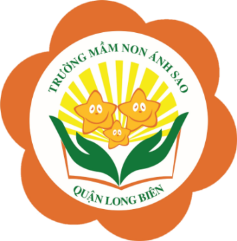 TRƯỜNG MẦM NON ÁNH SAO
QUẬN LONG BIÊN